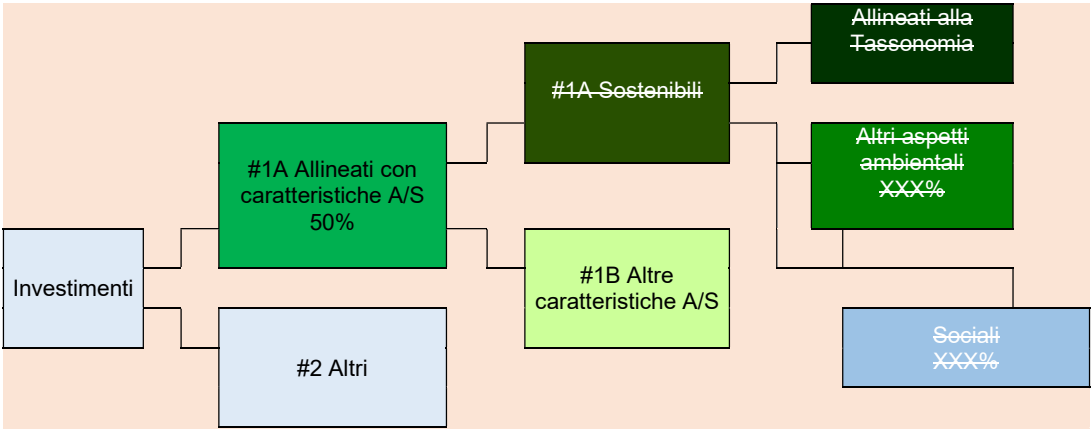 Allineati alla
Tassonomia
#1A Sostenibili
Altri aspetti
ambientali
XXX%
#1A Allineati con
caratteristiche A/S
50%
Investimenti
#1B Altre
caratteristiche A/S
#2 Altri
Sociali
XXX%